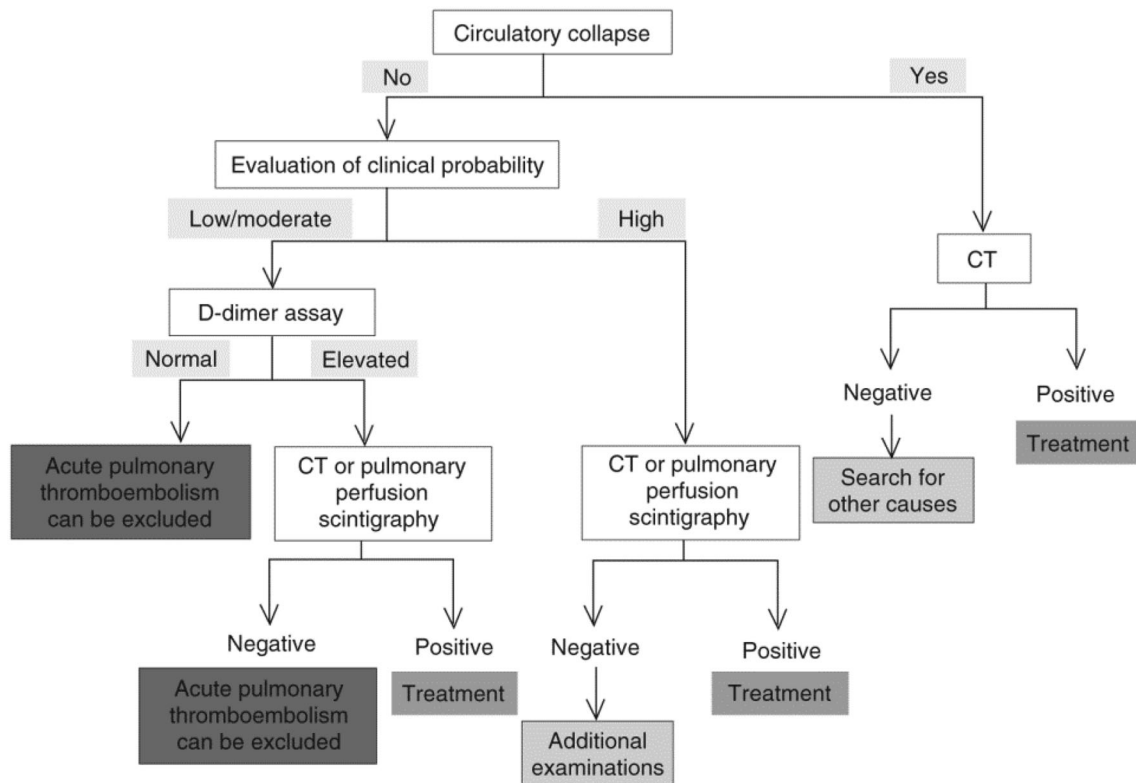 Circulatory collapse
No
Yes
Evaluation of clinical probability
Low/moderate
High
CT
D-dimer assay
Normal
Elevated
Negative
Positive
Treatment
Acute pulmonary
thromboembolism
can be excluded
CT or pulmonary
perfusion
scintigraphy
CT or pulmonary
perfusion
scintigraphy
Search for
other causes
Negative
Positive
Negative
Positive
Acute pulmonary
thromboembolism
can be excluded
Treatment
Treatment
Additional
examinations